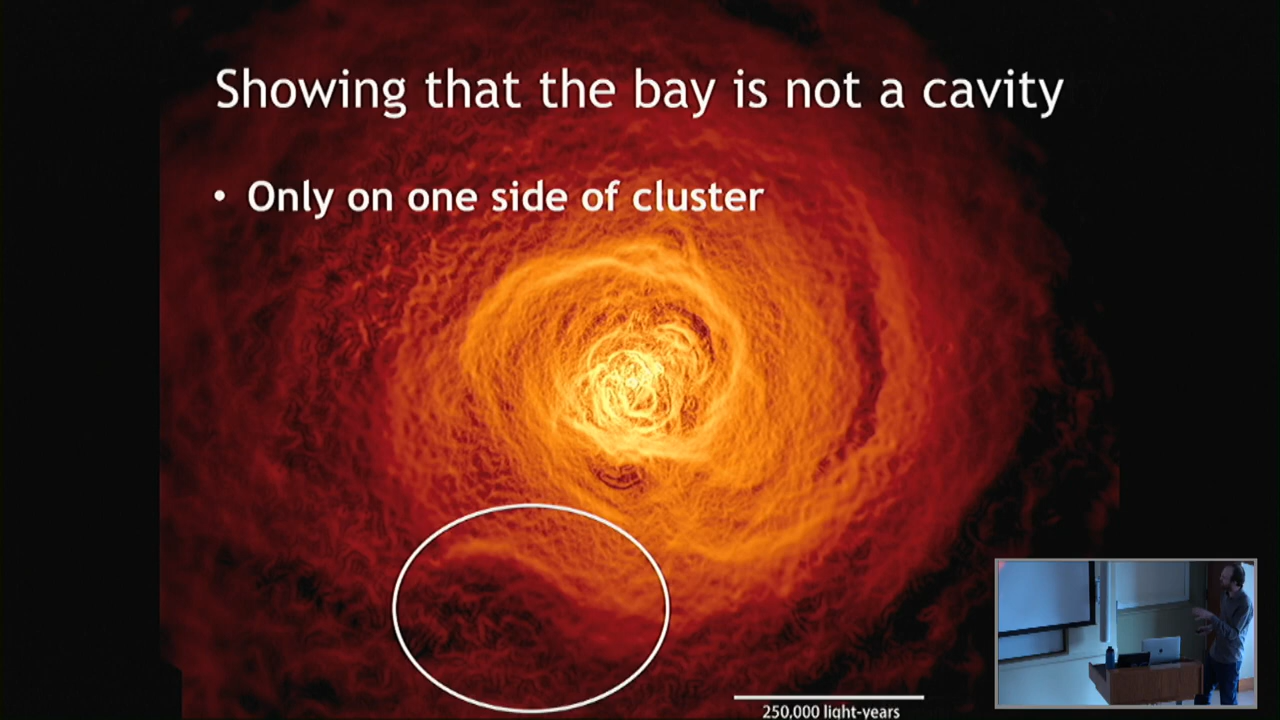 Showing that the bay is not a cavity
• Only on one side of cluster
250,000 light-years